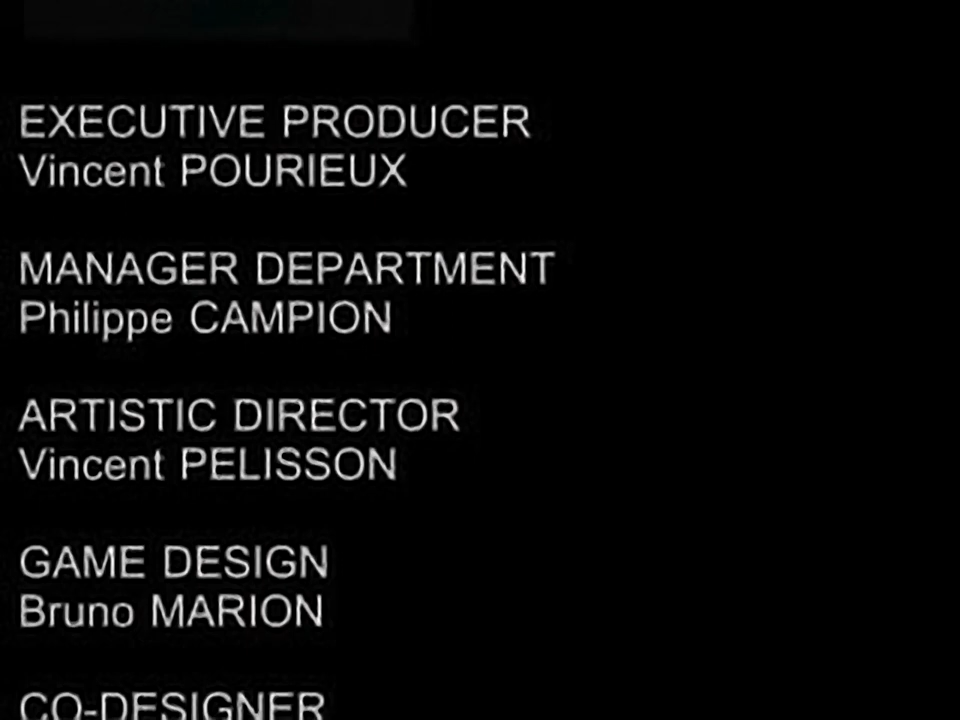 EXECUTIVE PRODUCER
Vincent POURIEUX
MANAGER DEPARTMENT
Philippe CAMPION
ARTISTIC DIRECTOR
Vincent PELISSON
GAME DESIGN
Bruno MARION
CO-DESIGNER